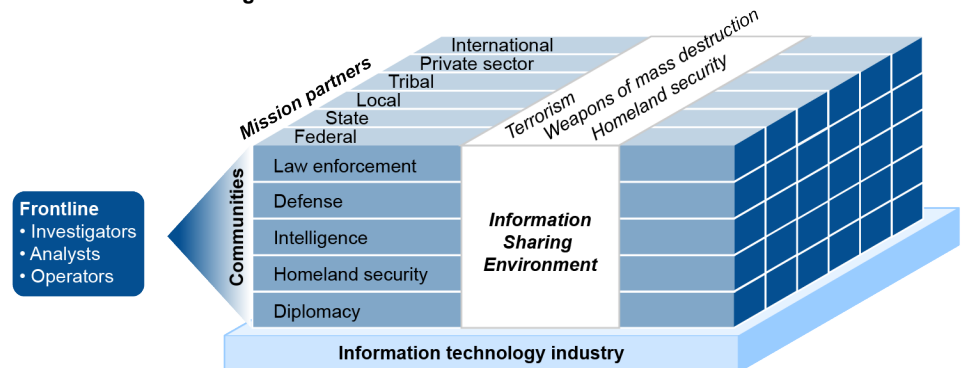 Mission partners
International
Private sector
Tribal
Local
State
Federal
Terrorism
Weapons of mass destruction
Homeland security
Communities
Law enforcement
Defense
Intelligence
Homeland security
Diplomacy
Information
Sharing
Environment
Frontline
• Investigators
• Analysts
• Operators
Information technology industry